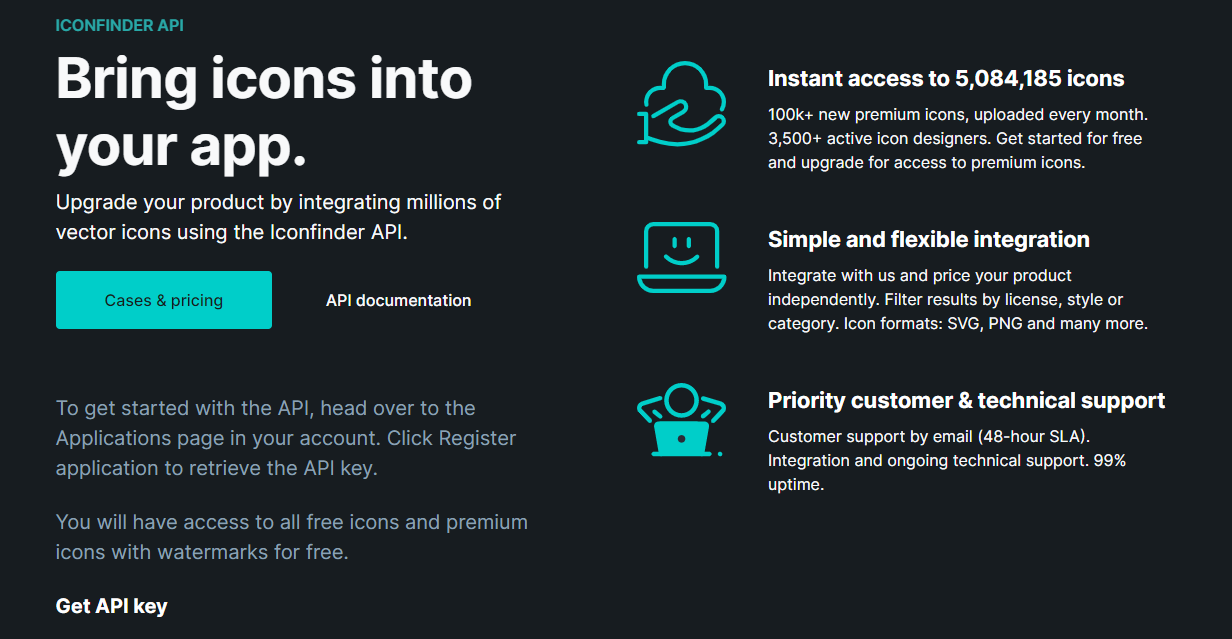 ICONFINDER API
Bring icons into
your app.
Upgrade your product by integrating millions of
vector icons using the Iconfinder API.
Cases & pricing
API documentation
To get started with the API, head over to the
Applications page in your account. Click Register
application to retrieve the API key.
You will have access to all free icons and premium
icons with watermarks for free.
Get API key
Instant access to 5,084,185 icons
100k+ new premium icons, uploaded every month.
3,500+ active icon designers. Get started for free
and upgrade for access to premium icons.
Simple and flexible integration
Integrate with us and price your product
independently. Filter results by license, style or
category. Icon formats: SVG, PNG and many more.
Priority customer & technical support
Customer support by email (48-hour SLA).
Integration and ongoing technical support. 99%
uptime.